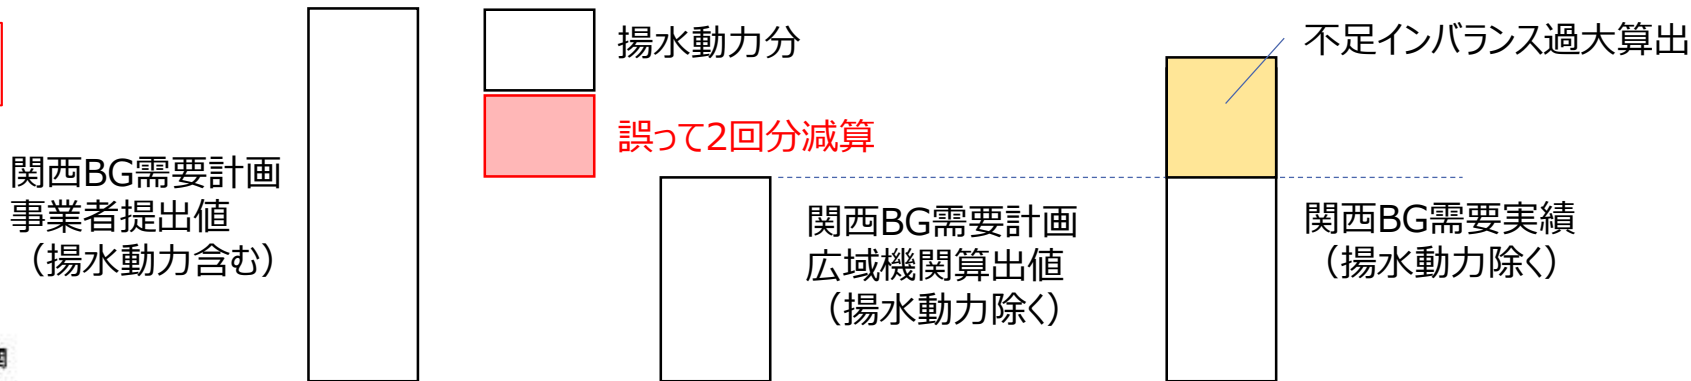 揚水動力分
誤って2回分減算
関西BG需要計画
事業者提出値
（揚水動力含む）
関西BG需要計画
広域機関算出値
（揚水動力除く）
不足インバランス過大算出
関西BG需要実績
（揚水動力除く）